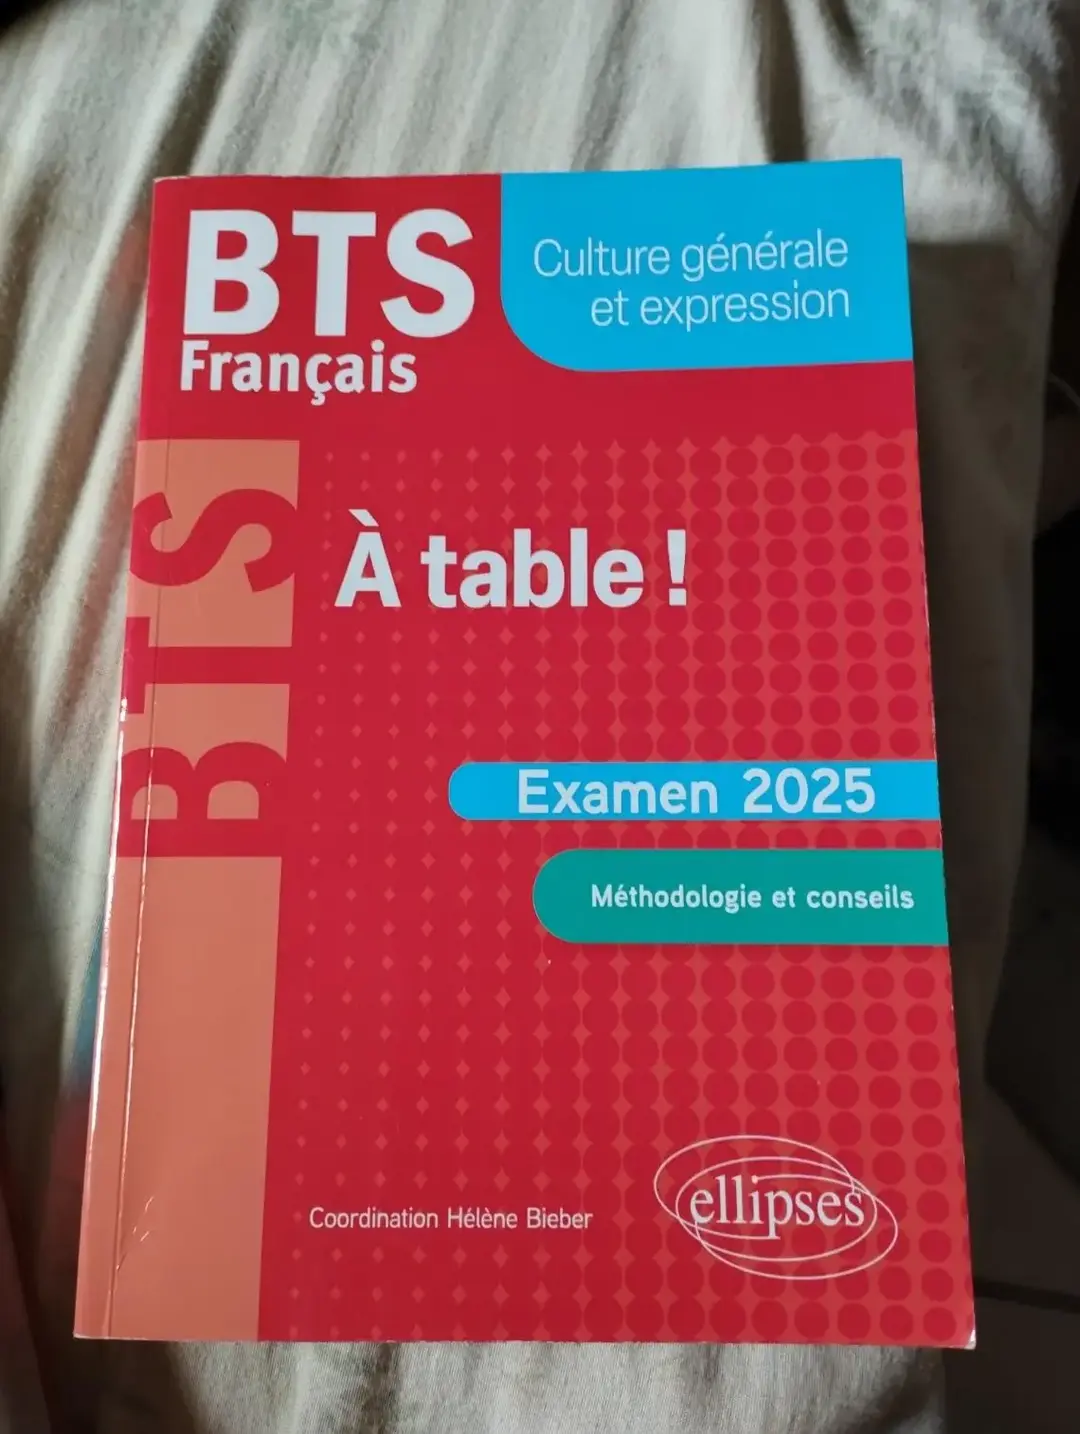 BTS
Français
Culture générale
et expression
BTS
À table !
Examen 2025
Méthodologie et conseils
Coordination Hélène Bieber
ellipses